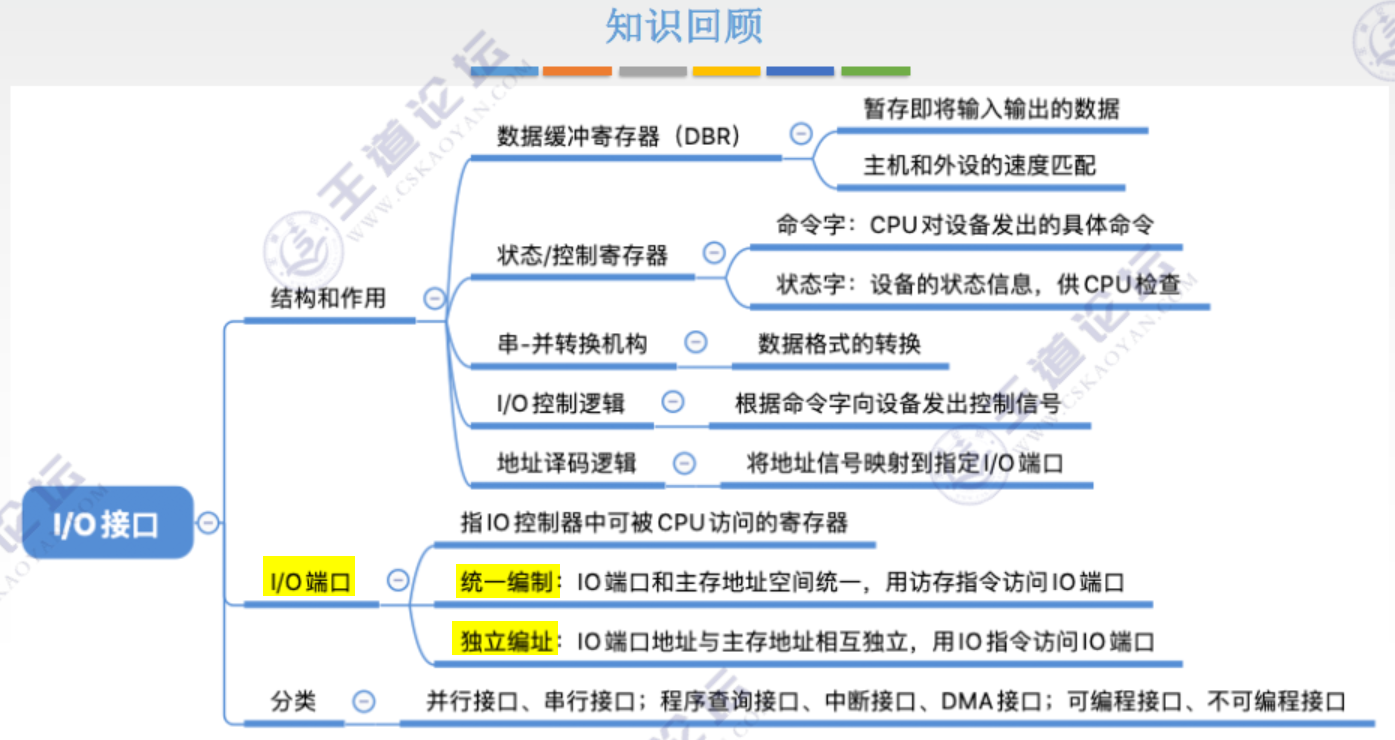 知识回顾
I/O接口
结构和作用
数据缓冲寄存器（DBR）
暂存即将输入输出的数据
主机和外设的速度匹配
状态/控制寄存器
命令字：CPU对设备发出的具体命令
状态字：设备的状态信息，供CPU检查
串-并转换机构
数据格式的转换
I/O控制逻辑
根据命令字向设备发出控制信号
地址译码逻辑
将地址信号映射到指定I/O端口
I/O端口
指IO控制器中可被CPU访问的寄存器
统一编制：IO端口和主存地址空间统一，用访存指令访问IO端口
独立编址：IO端口地址与主存地址相互独立，用IO指令访问IO端口
分类
并行接口、串行接口；程序查询接口、中断接口、DMA接口；可编程接口、不可编程接口
王道论坛
WWW.CSKAOYAN.COM
王道论坛
WWW.CSKAOYAN.COM